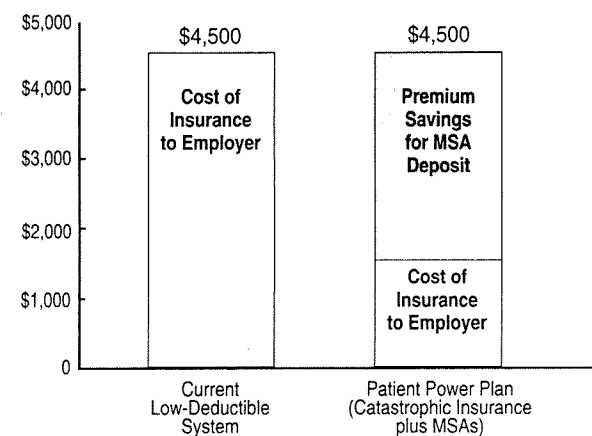 $5,000
$4,000
$3,000
$2,000
$1,000
0
$4,500
Cost of
Insurance
to Employer
$4,500
Premium
Savings
for MSA
Deposit
Cost of
Insurance
to Employer
Current
Low-Deductible
System
Patient Power Plan
(Catastrophic Insurance
plus MSAs)